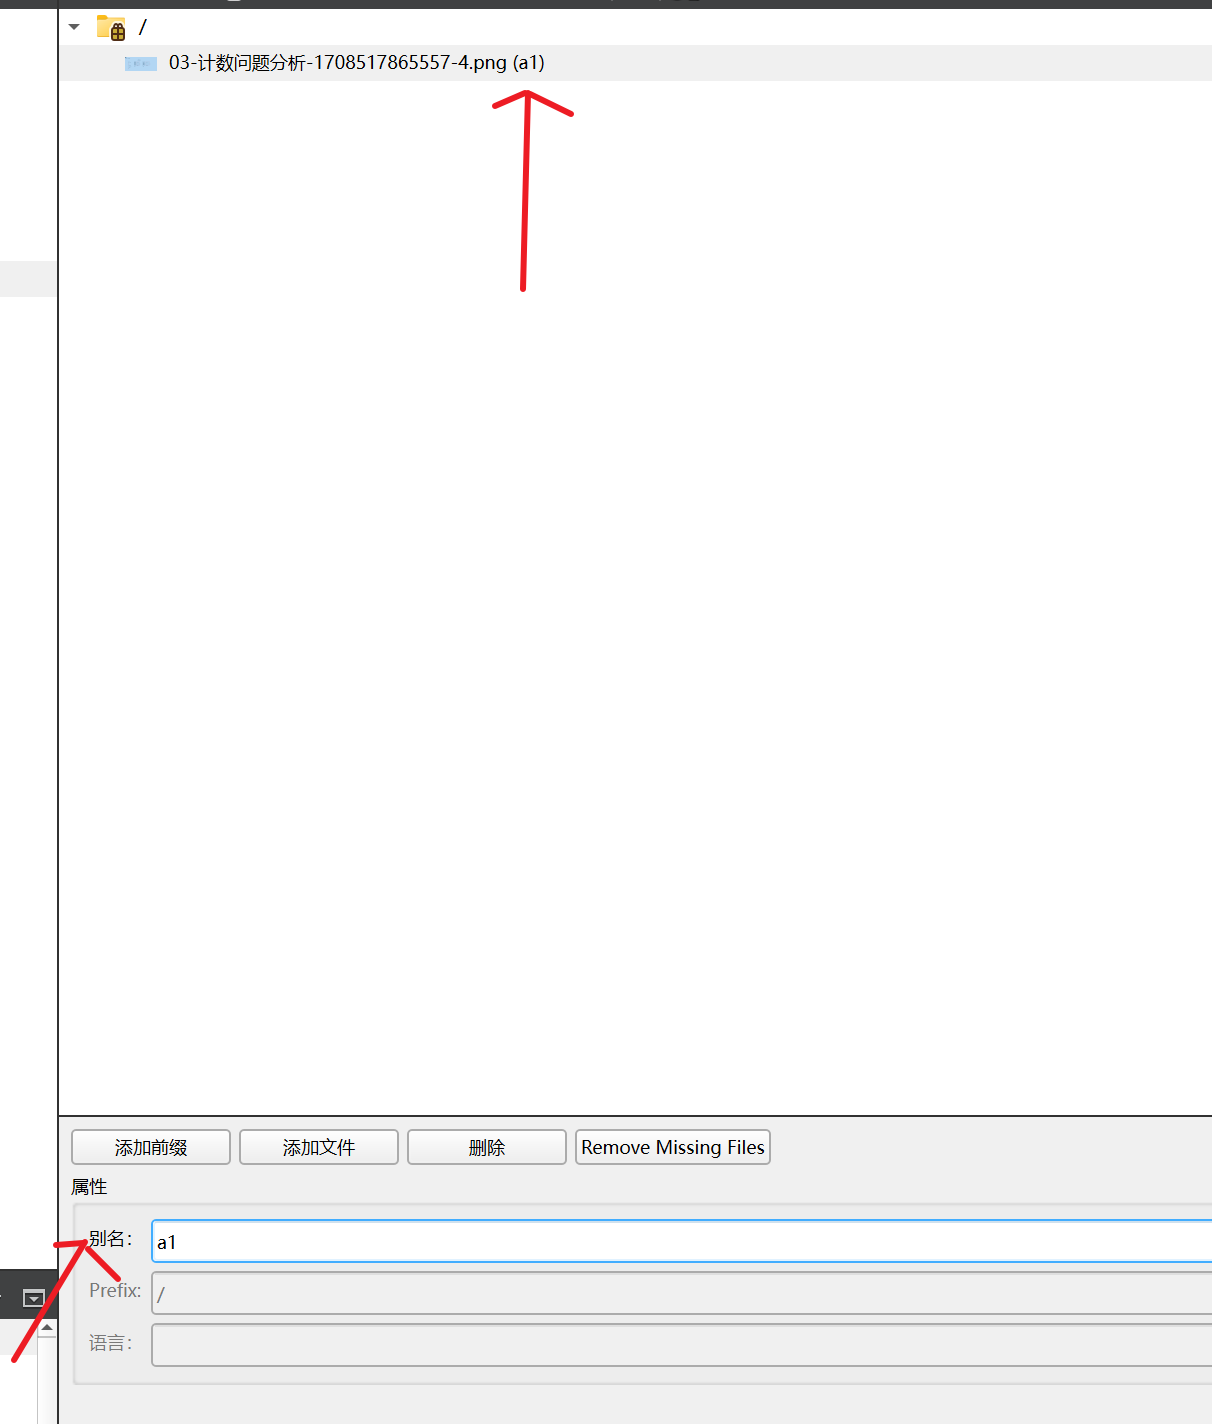 /
03-计数问题分析-1708517865557-4.png (a1)
添加前缀 添加文件 删除 Remove Missing Files
属性
别名: a1
Prefix: /
语言: